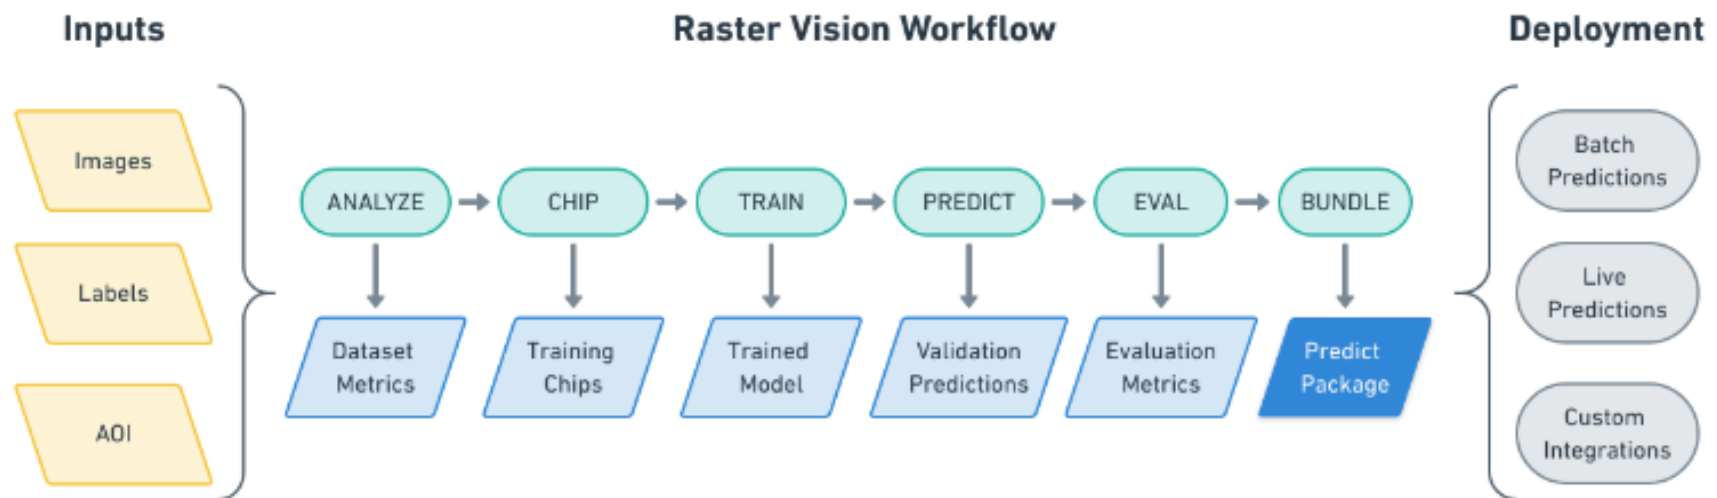 Inputs
Raster Vision Workflow
Deployment
Images
Labels
AOI
ANALYZE
CHIP
TRAIN
PREDICT
EVAL
BUNDLE
Dataset
Metrics
Training
Chips
Trained
Model
Validation
Predictions
Evaluation
Metrics
Predict
Package
Batch
Predictions
Live
Predictions
Custom
Integrations